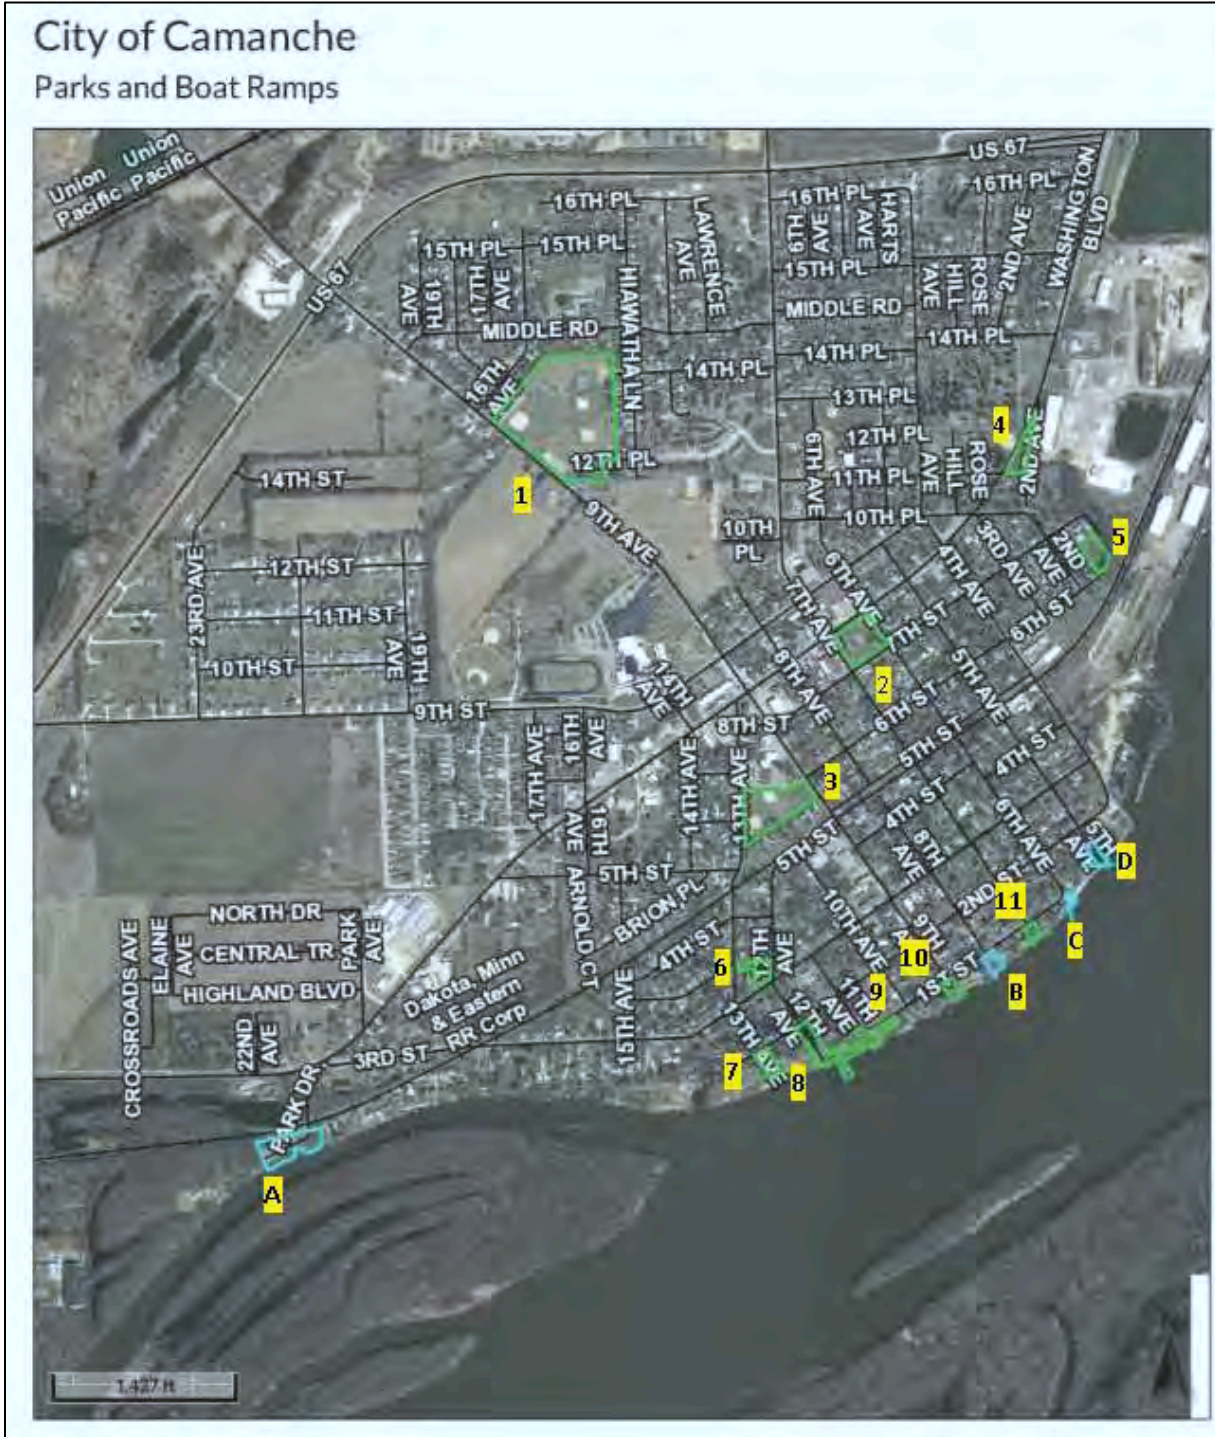 City of Camanche
Parks and Boat Ramps
Union Union
Pacific Pacific
US 67
US 67
WASHINGTON
BLVD
16TH PL
16TH PL
16TH PL
LAWRENCE
AVE
6TH
AVE
HARTS
AVE
2ND AVE
15TH PL
15TH PL
17TH
AVE
19TH
AVE
HIAWATHA LN
15TH PL
HILL
AVE
ROSE
MIDDLE RD
MIDDLE RD
14TH PL
14TH PL
14TH PL
16TH
AVE
13TH PL
4
12TH PL
12TH PL
6TH AVE
11TH PL
HILL
AVE
ROSE
2ND AVE
14TH ST
1
9TH AVE
10TH
PL
10TH PL
3RD AVE
2ND
AVE
5
4TH AVE
6TH AVE
7TH AVE
7TH ST
6TH ST
12TH ST
23RD AVE
11TH ST
10TH ST
19TH
AVE
14TH
AVE
8TH AVE
2
5TH AVE
6TH ST
9TH ST
8TH ST
5TH ST
4TH ST
17TH AVE
16TH
AVE
14TH AVE
13TH AVE
3
19TH
AVE
ARNOLD CT
5TH ST
5TH ST
4TH ST
8TH
AVE
6TH AVE
5TH
AVE
D
BRION PL
10TH AVE
2ND ST
11
9TH
C
NORTH DR
CENTRAL TR
HIGHLAND BLVD
CROSSROADS AVE
ELAINE
AVE
PARK
AVE
22ND
AVE
Dakota, Minn
& Eastern
RR Corp
4TH ST
15TH AVE
6
12TH
AVE
10
1ST ST
B
9
11TH
AVE
12TH
AVE
13TH
AVE
3RD ST
7
8
PARK DR
A
1,427 ft